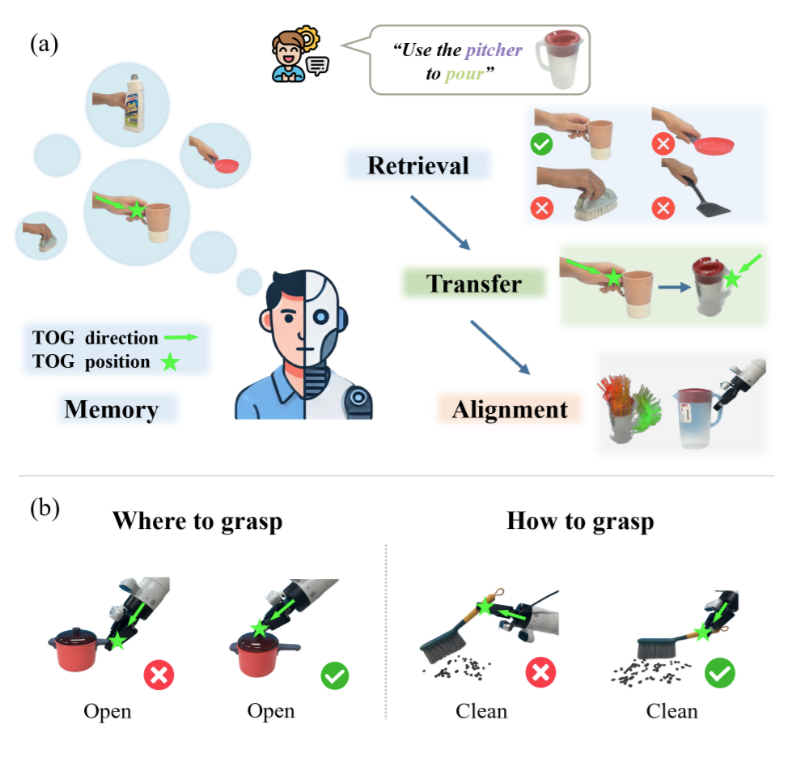 (a)
“Use the pitcher
to pour”
Retrieval
Transfer
TOG direction
TOG position
Memory
Alignment
(b)
Where to grasp
How to grasp
Open
Open
Clean
Clean